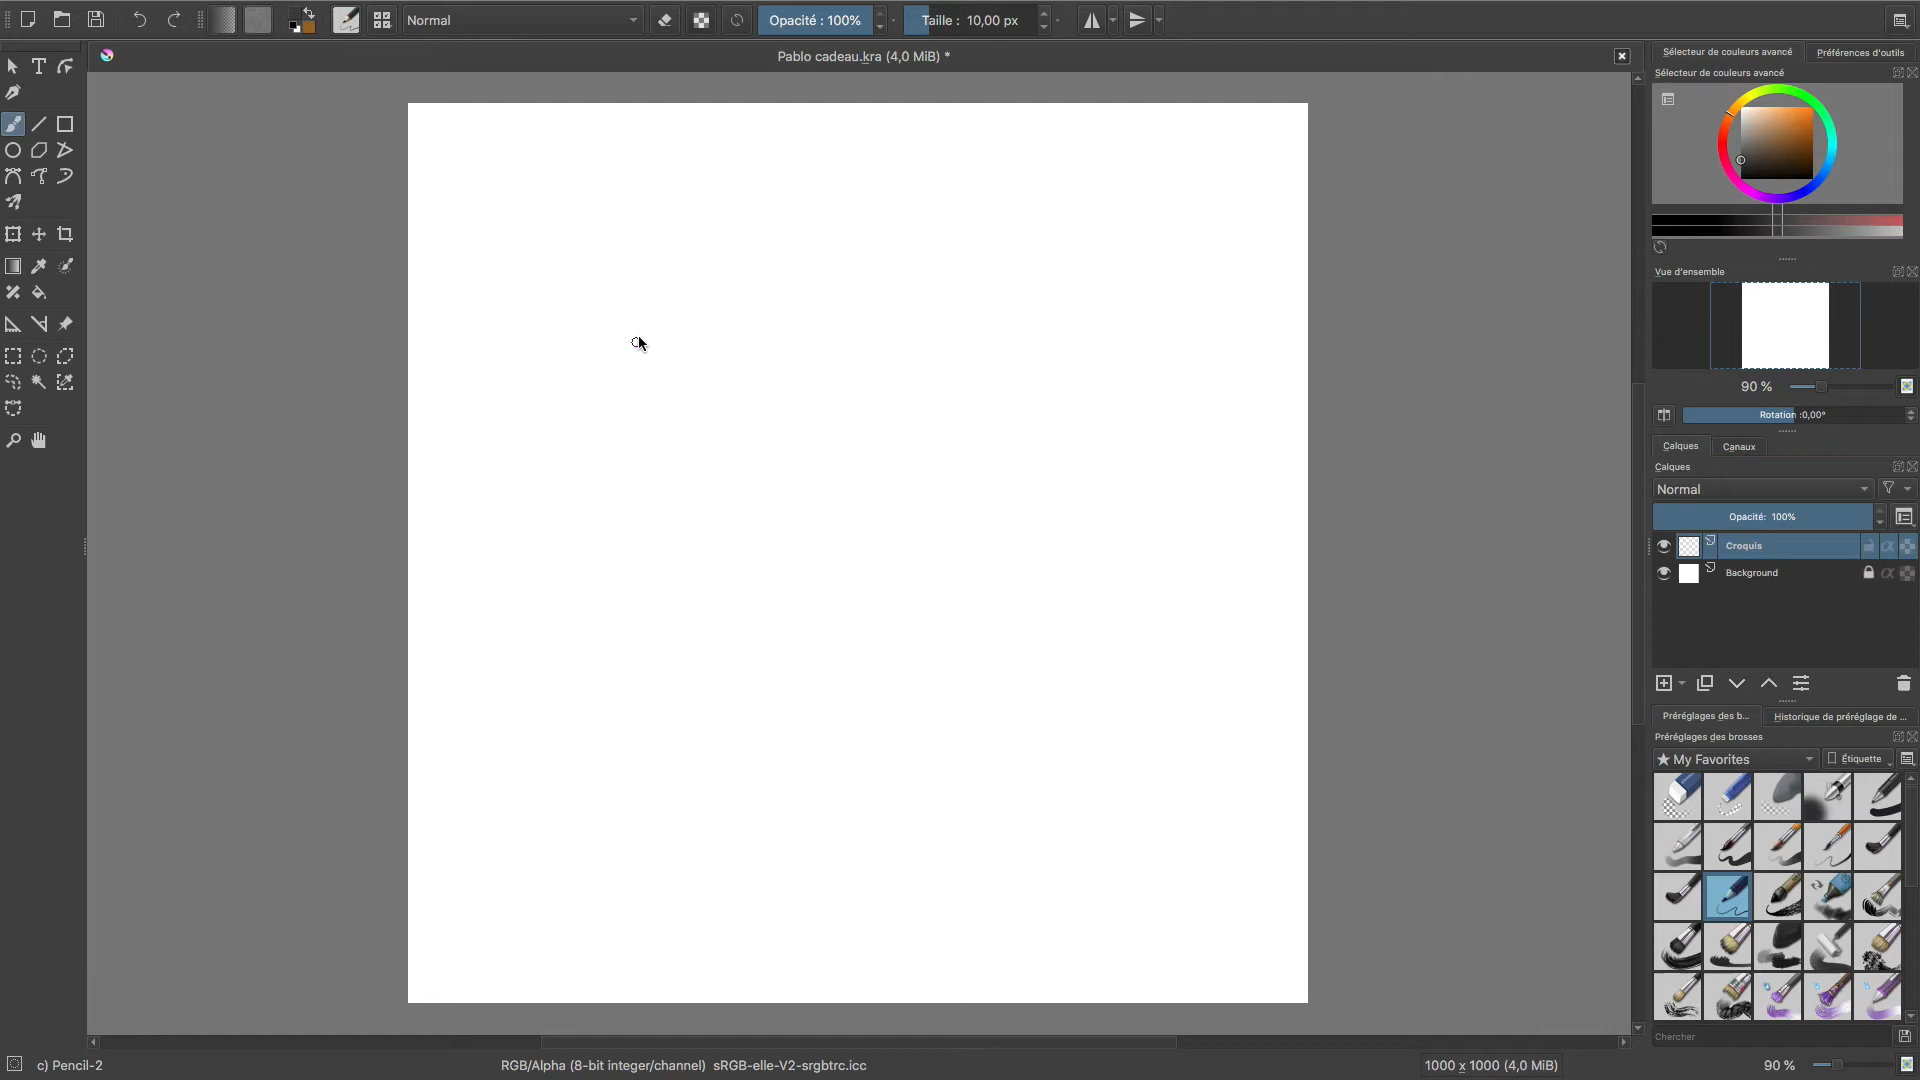 Normal
Opacité : 100%
Taille : 10,00 px
Pablo cadeau.kra (4,0 MiB) *
Sélecteur de couleurs avancé
Préférences d'outils
Sélecteur de couleurs avancé
Vue d'ensemble
90 %
Rotation :0,00°
Calques
Canaux
Calques
Normal
Opacité: 100%
Croquis
Background
Préréglages des b...
Historique de préréglage de ...
Préréglages des brosses
★ My Favorites
Étiquette
Chercher
c) Pencil-2
RGB/Alpha (8-bit integer/channel) sRGB-elle-V2-srgbtrc.icc
1000 x 1000 (4,0 MiB)
90 %